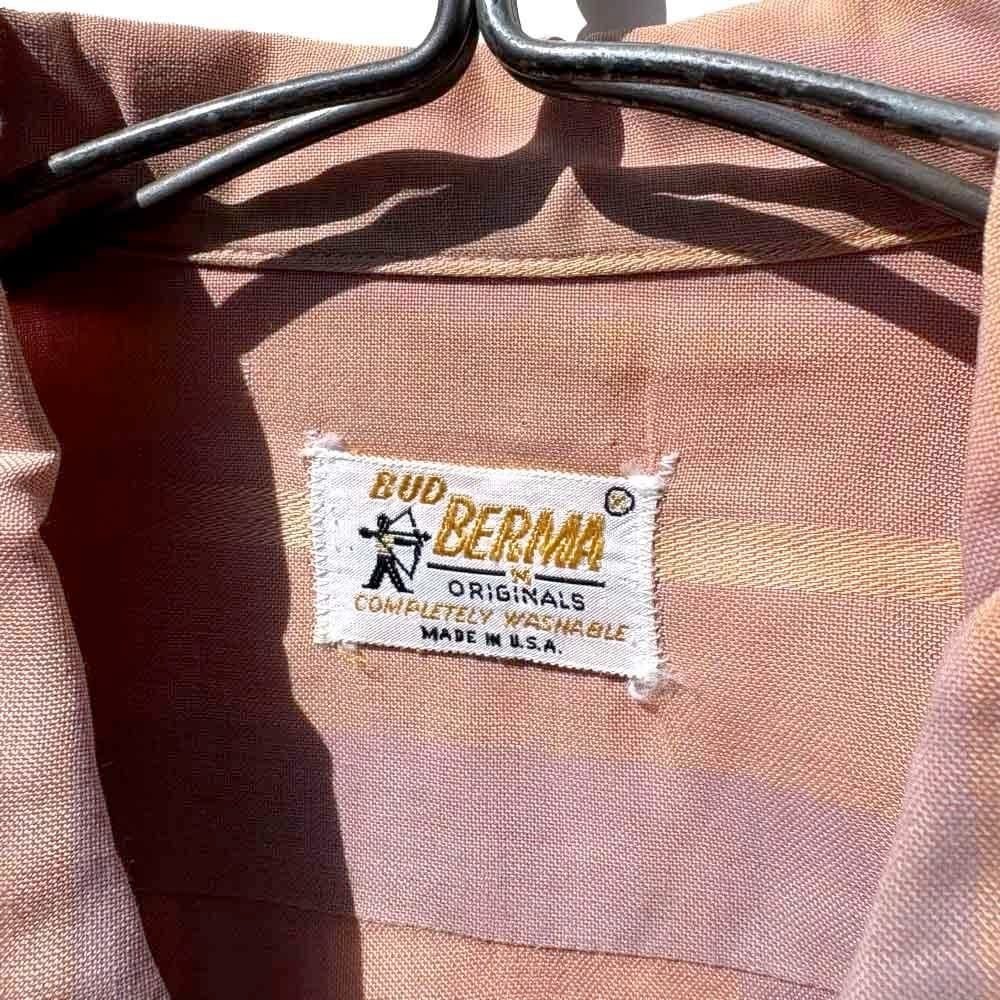 BUD
BERMA ®
ORIGINALS
COMPLETELY WASHABLE
MADE IN U.S.A.